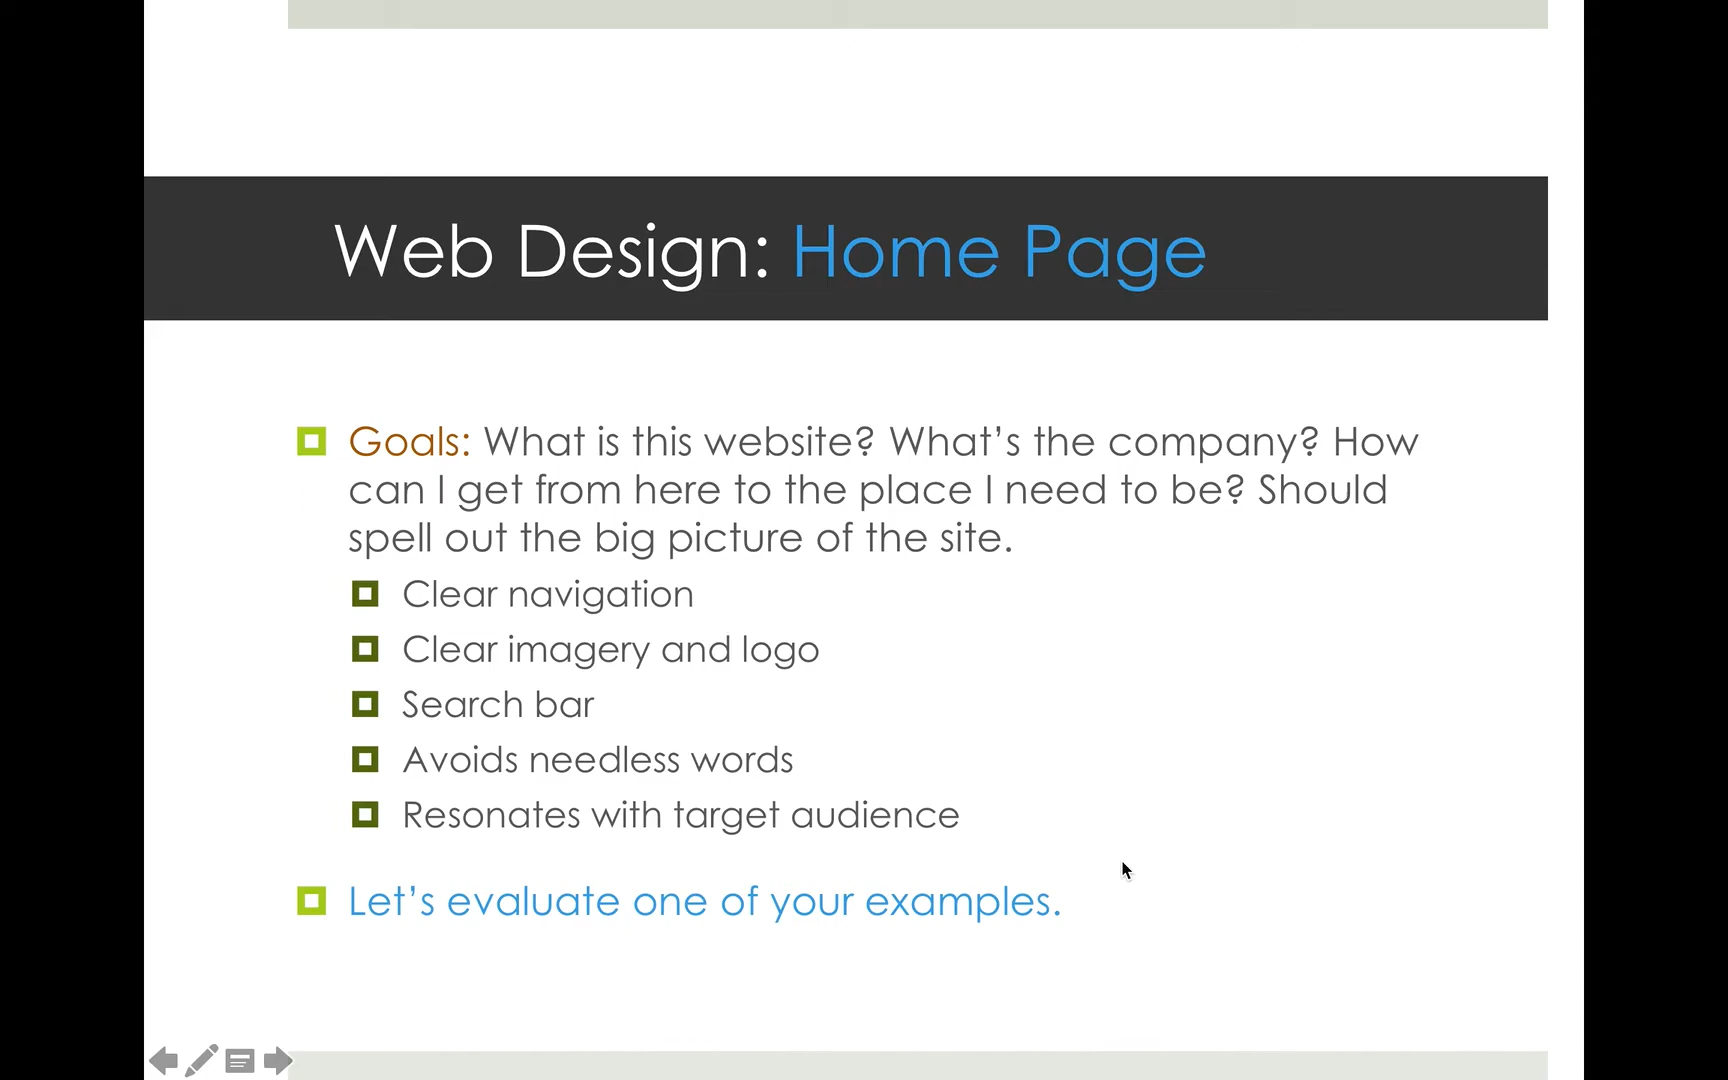 Web Design: Home Page
Goals: What is this website? What’s the company? How
can I get from here to the place I need to be? Should
spell out the big picture of the site.
Clear navigation
Clear imagery and logo
Search bar
Avoids needless words
Resonates with target audience
Let’s evaluate one of your examples.